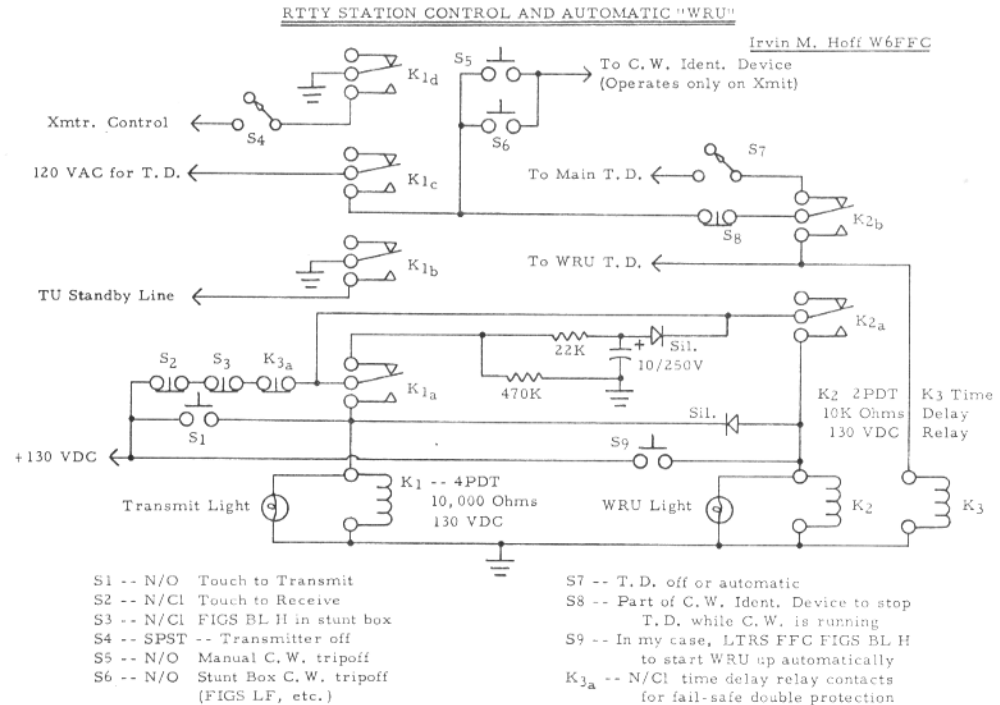 RTTY STATION CONTROL AND AUTOMATIC "WRU"
Irvin M. Hoff W6FFC
S5
To C.W. Ident. Device
(Operates only on Xmit)
K1d
Xmtr. Control
S4
S6
S7
120 VAC for T.D.
K1c
To Main T.D.
K2b
S8
K1b
To WRU T.D.
TU Standby Line
K2a
S2
S3
K3a
22K
+
Sil.
10/250V
K1a
470K
Sil.
K2 2PDT
10K Ohms
130 VDC
K3 Time
Delay
Relay
S1
S9
+130 VDC
Transmit Light
K1 -- 4PDT
10,000 Ohms
130 VDC
WRU Light
K2
K3
S1 -- N/O Touch to Transmit
S2 -- N/Cl Touch to Receive
S3 -- N/Cl FIGS BL H in stunt box
S4 -- SPST -- Transmitter off
S5 -- N/O Manual C.W. tripoff
S6 -- N/O Stunt Box C.W. tripoff
(FIGS LF, etc.)
S7 -- T.D. off or automatic
S8 -- Part of C.W. Ident. Device to stop
T.D. while C.W. is running
S9 -- In my case, LTRS FFC FIGS BL H
to start WRU up automatically
K3a -- N/Cl time delay relay contacts
for fail-safe double protection